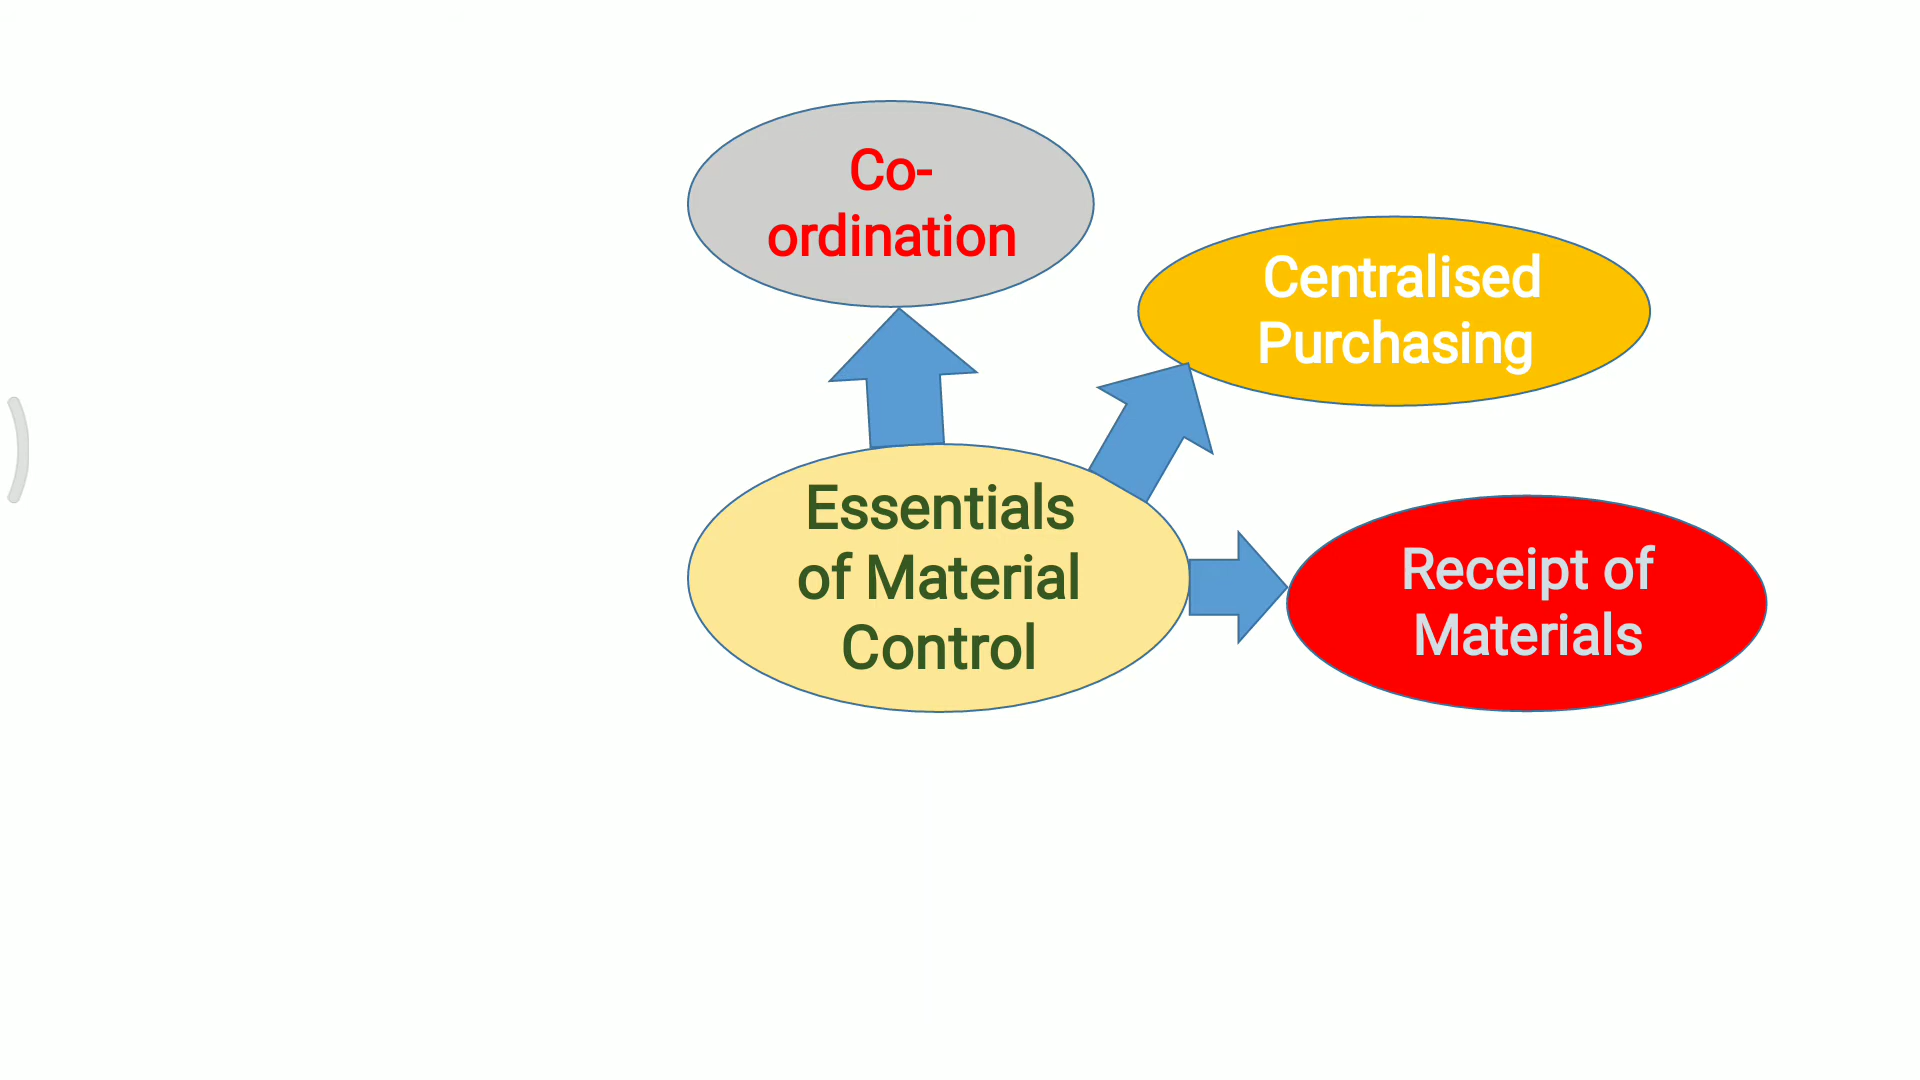 Co-
ordination
Centralised
Purchasing
Essentials
of Material
Control
Receipt of
Materials